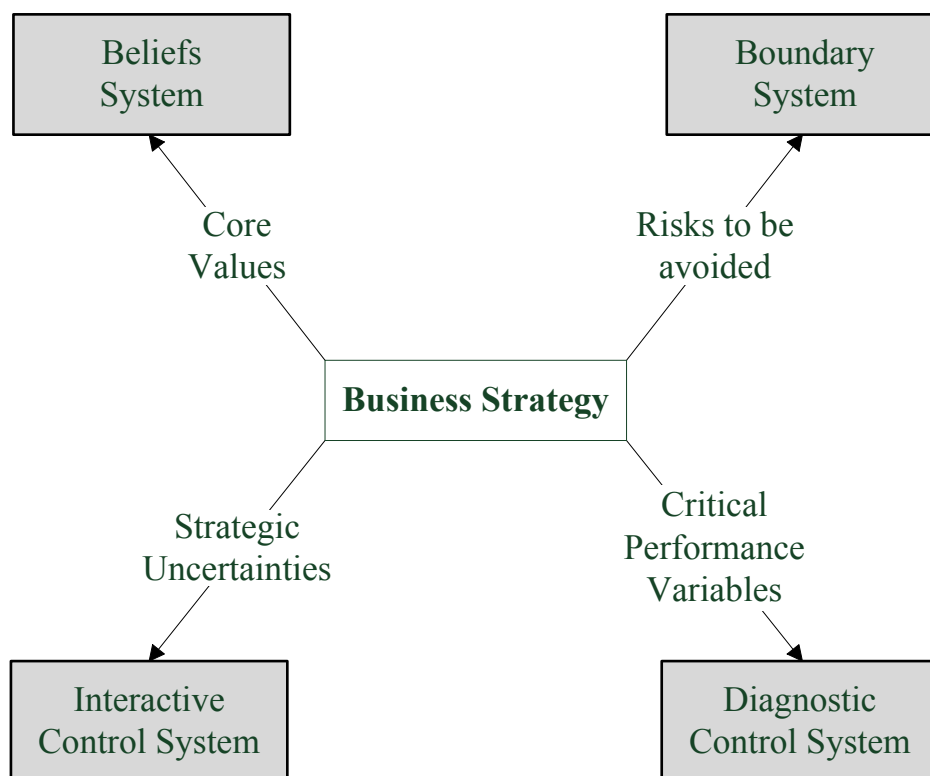 Beliefs
System
Boundary
System
Core
Values
Risks to be
avoided
Business Strategy
Strategic
Uncertainties
Critical
Performance
Variables
Interactive
Control System
Diagnostic
Control System